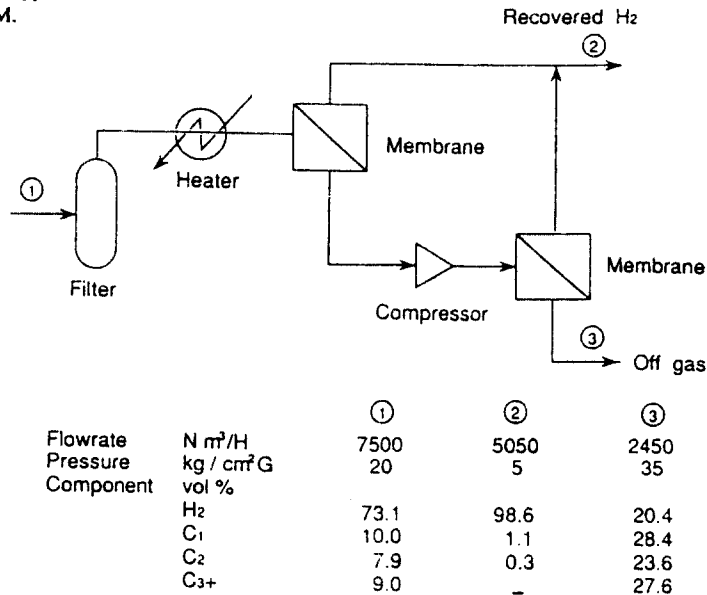 M.
Recovered H₂
②
Membrane
①
Heater
Filter
Membrane
Compressor
③
Off gas
① ② ③
Flowrate N m³/H 7500 5050 2450
Pressure kg / cm² G 20 5 35
Component vol %
H₂ 73.1 98.6 20.4
C₁ 10.0 1.1 28.4
C₂ 7.9 0.3 23.6
C₃₊ 9.0 – 27.6